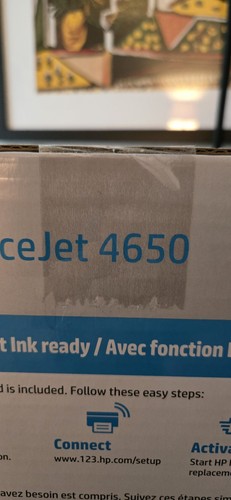 ceJet 4650
t Ink ready / Avec fonction
d is included. Follow these easy steps:
Connect
www.123.hp.com/setup
Start HP
on.
avez besoin est compris. Suivez ces étapes